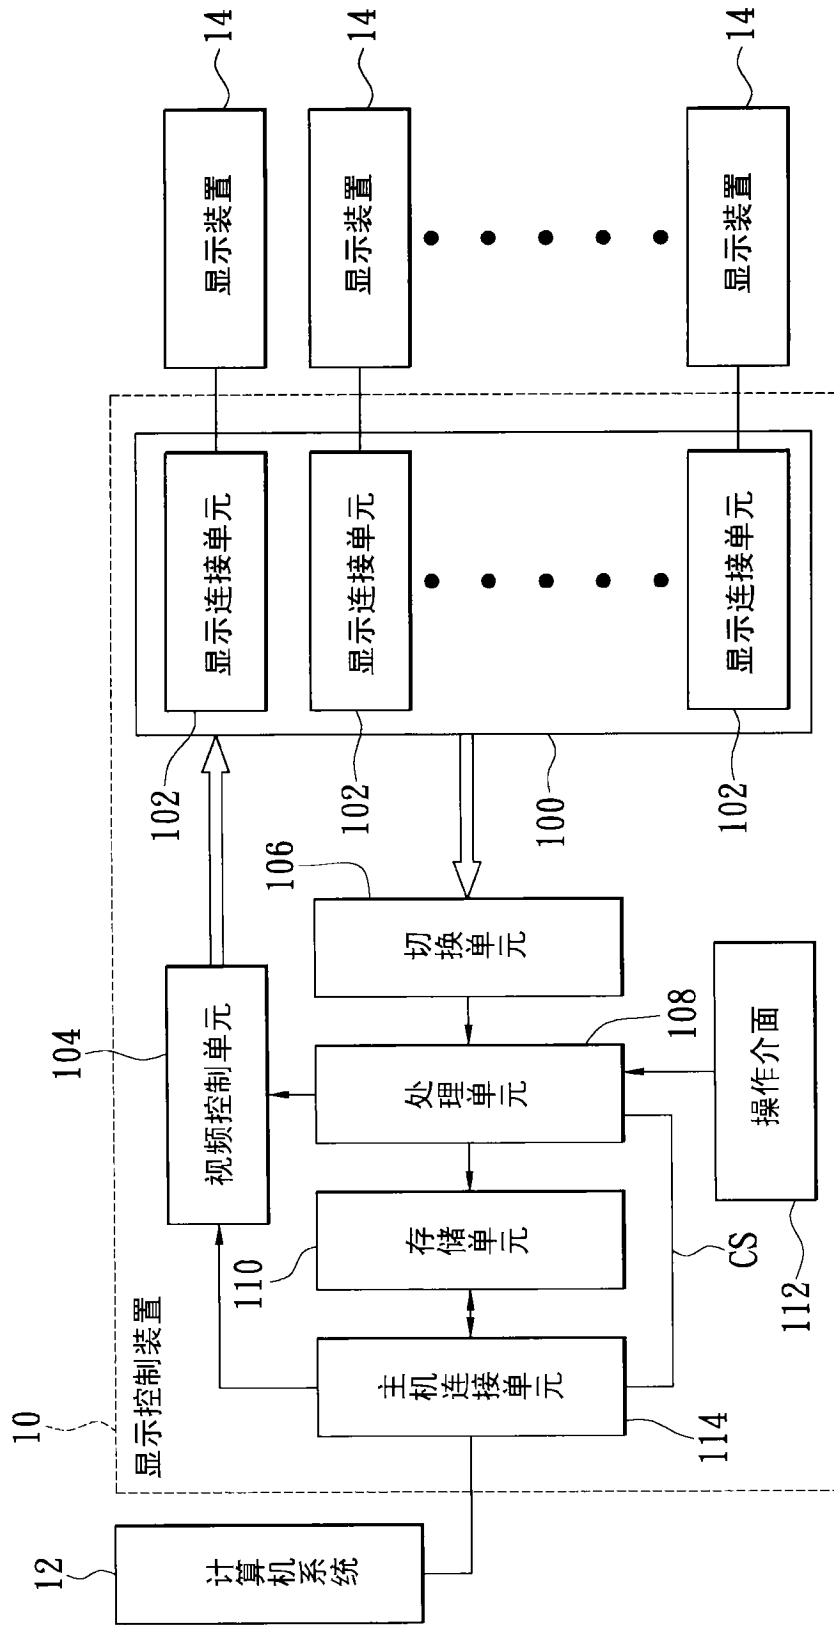 10
显示控制装置
12
计算机系统
104
视频控制单元
102
显示连接单元
显示装置
14
102
显示连接单元
显示装置
14
106
切换单元
处理单元
108
110
存储单元
主机连接单元
114
CS
操作介面
112
100
102
显示连接单元
显示装置
14